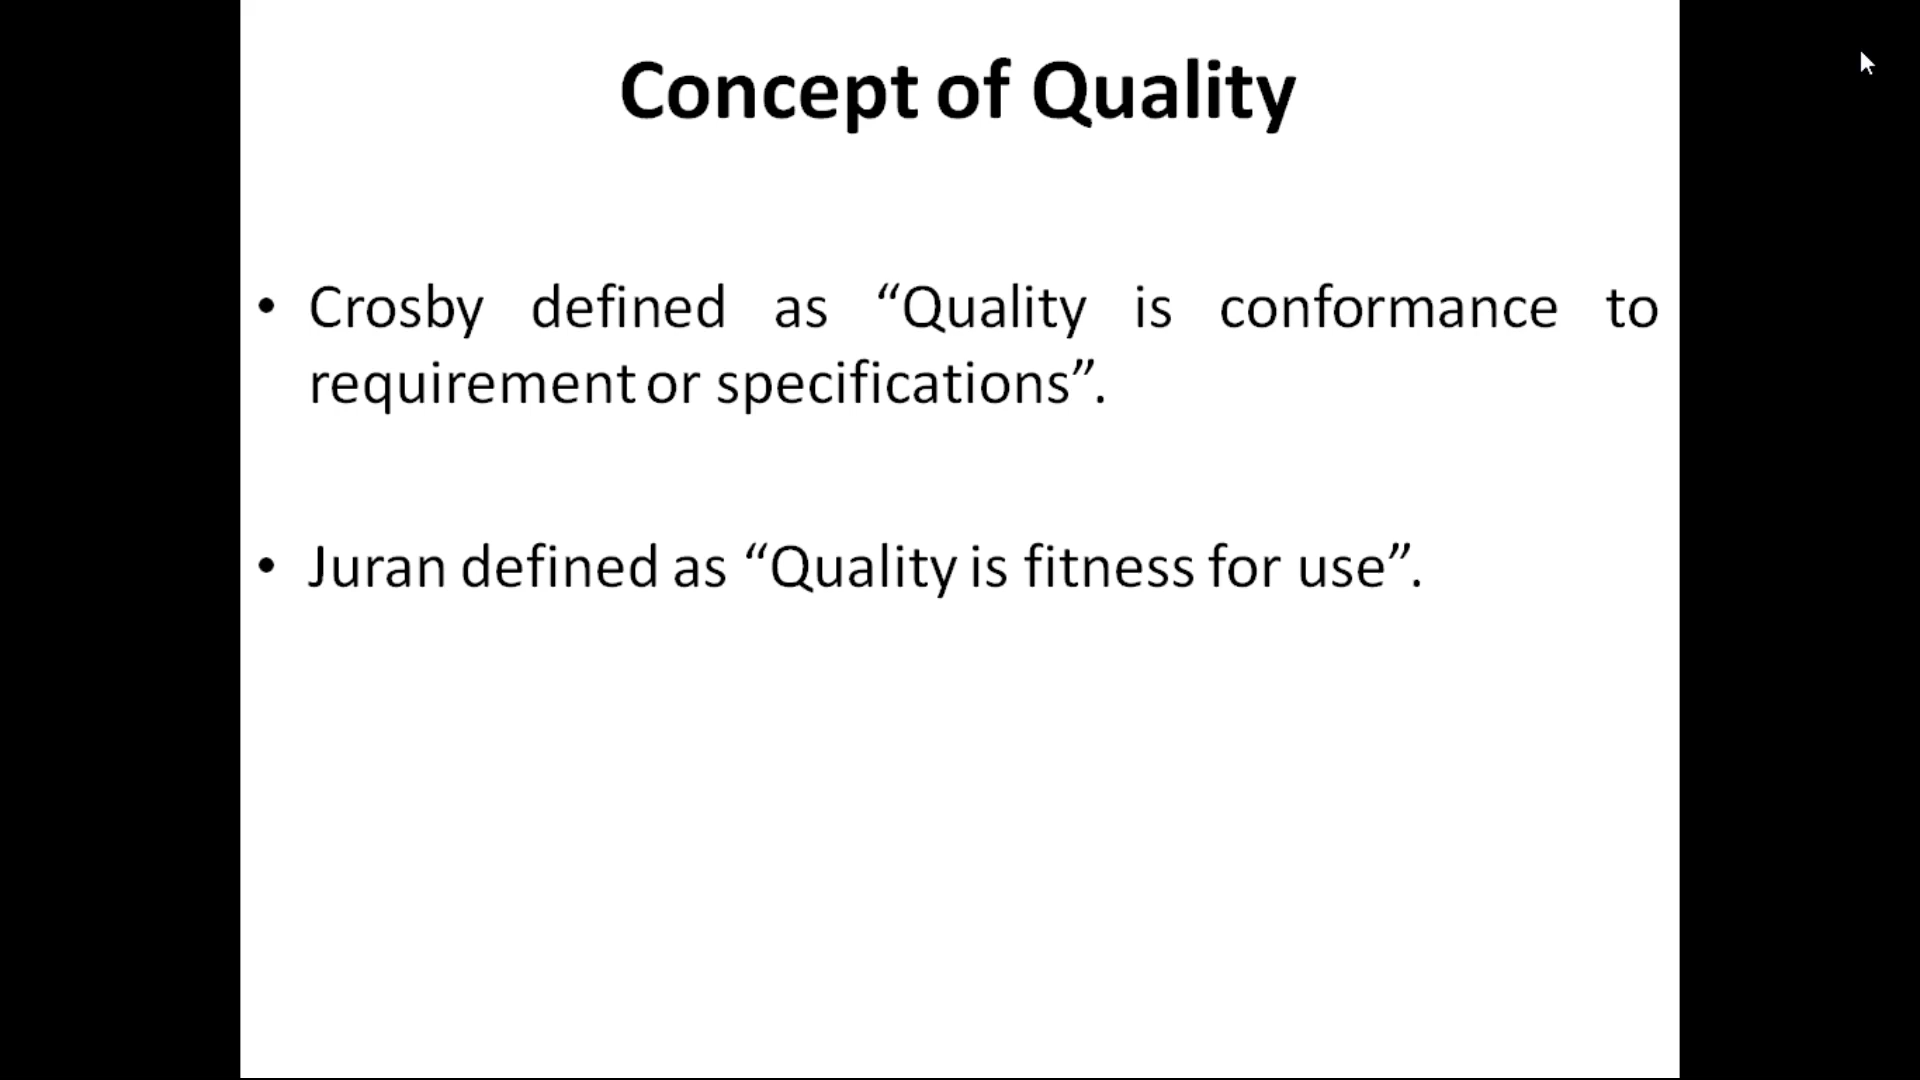 Concept of Quality
• Crosby defined as “Quality is conformance to
requirement or specifications”.
• Juran defined as “Quality is fitness for use”.